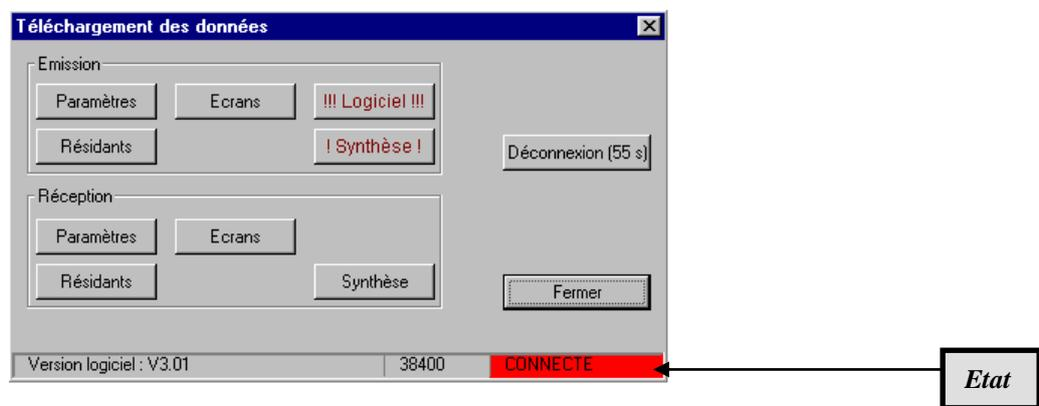 Téléchargement des données
Emission
Paramètres
Ecrans
!!! Logiciel !!!
Résidants
! Synthèse !
Déconnexion (55 s)
Réception
Paramètres
Ecrans
Résidants
Synthèse
Fermer
Version logiciel : V3.01
38400
CONNECTE
Etat